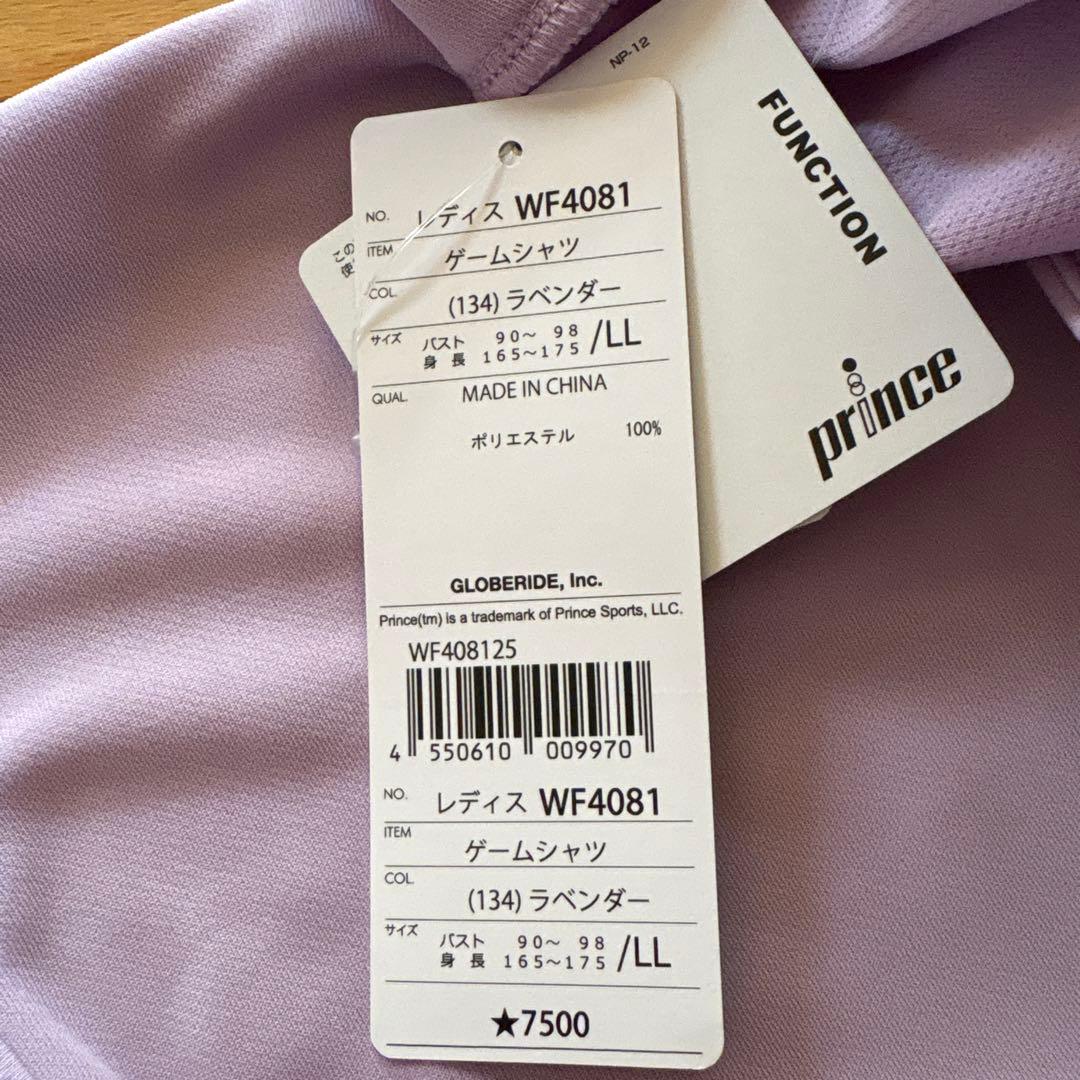 NP-12
FUNCTION
prince
この
使
NO. レディス WF4081
ITEM ゲームシャツ
COL. (134) ラベンダー
サイズ バスト 90～ 98
身長 165～175 /LL
QUAL. MADE IN CHINA
ポリエステル 100%
GLOBERIDE, Inc.
Prince(tm) is a trademark of Prince Sports, LLC.
WF408125
4 550610 009970
NO. レディス WF4081
ITEM ゲームシャツ
COL. (134) ラベンダー
サイズ バスト 90～ 98
身長 165～175 /LL
★7500